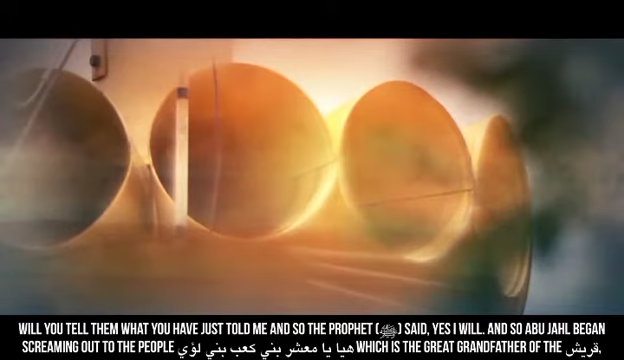 WILL YOU TELL THEM WHAT YOU HAVE JUST TOLD ME AND SO THE PROPHET (ﷺ) SAID, YES I WILL. AND SO ABU JAHL BEGAN
SCREAMING OUT TO THE PEOPLE هيا يا معشر بني كعب بني لؤي WHICH IS THE GREAT GRANDFATHER OF THE قريش,